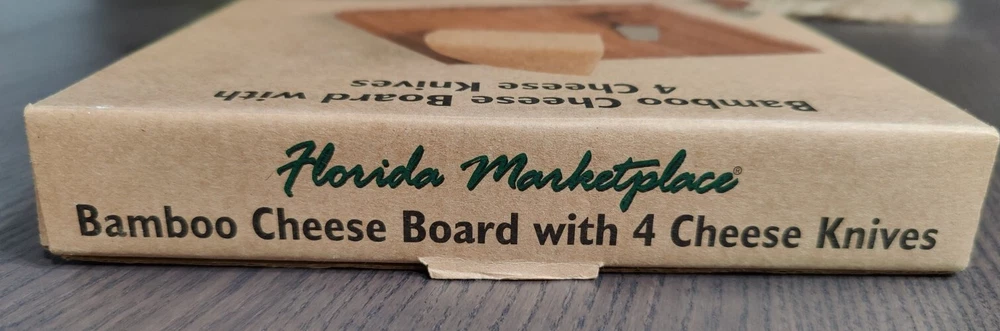 Bamboo Cheese Board with
4 Cheese Knives
Florida Marketplace®
Bamboo Cheese Board with 4 Cheese Knives